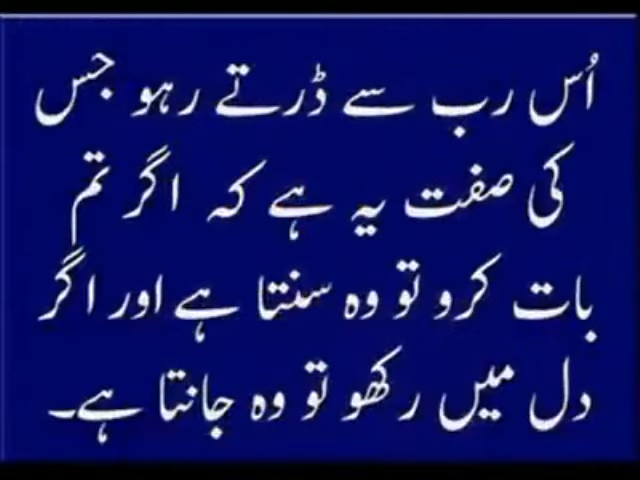 اُس رب سے ڈرتے رہو جس
کی صفت یہ ہے کہ اگر تم
بات کرو تو وہ سنتا ہے اور اگر
دل میں رکھو تو وہ جانتا ہے۔